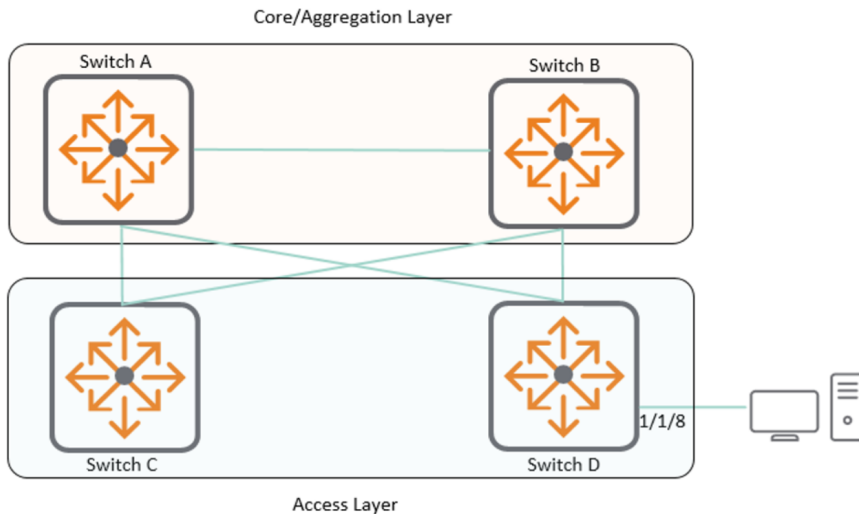 Core/Aggregation Layer
Switch A
Switch B
1/1/8
Switch C
Switch D
Access Layer